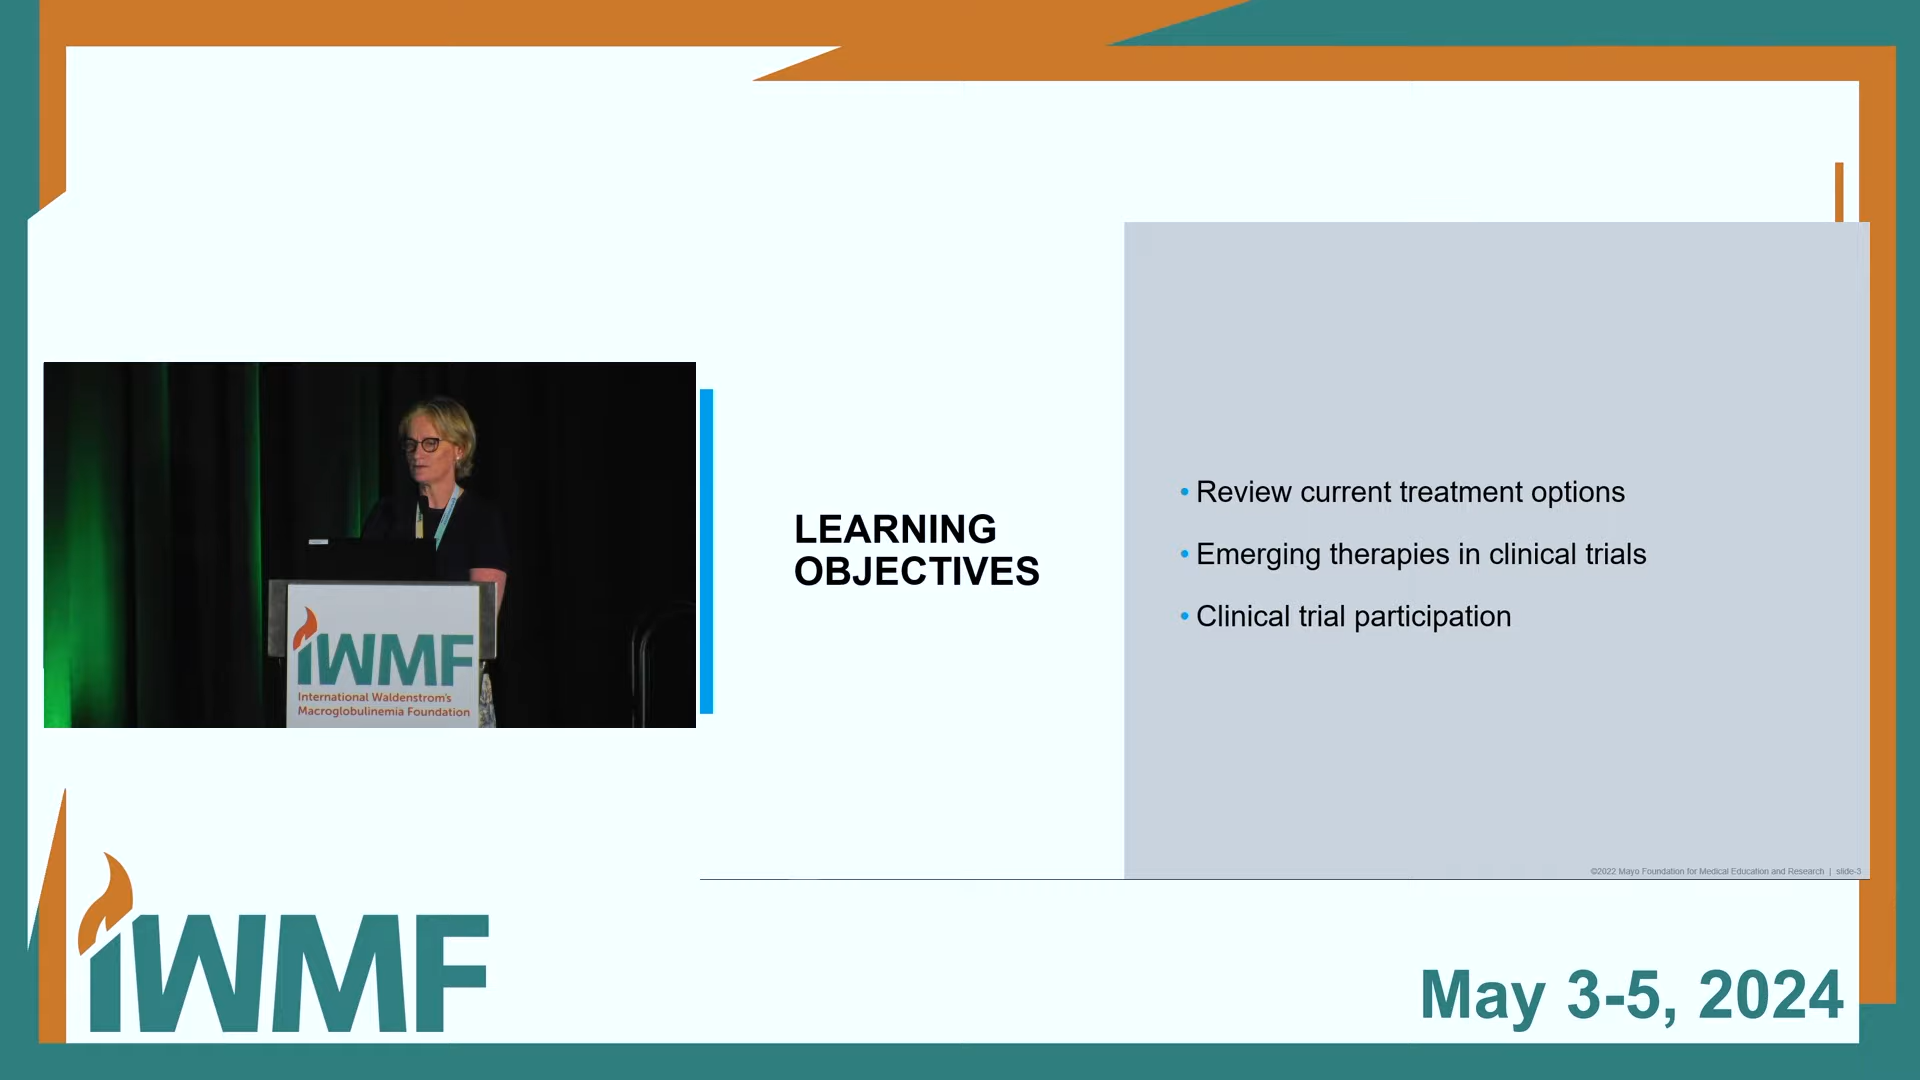 LEARNING
OBJECTIVES
• Review current treatment options
• Emerging therapies in clinical trials
• Clinical trial participation
©2022 Mayo Foundation for Medical Education and Research | slide-3
iWMF
International Waldenstrom's
Macroglobulinemia Foundation
iWMF
May 3-5, 2024